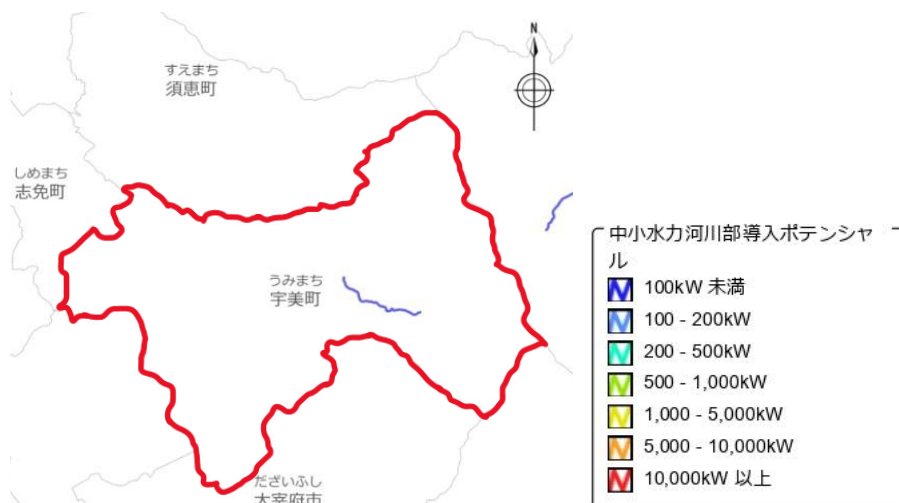 N
すえまち
須恵町
しめまち
志免町
うみまち
宇美町
だざいふし
太宰府市
中小水力河川部導入ポテンシャ
ル
100kW 未満
100 - 200kW
200 - 500kW
500 - 1,000kW
1,000 - 5,000kW
5,000 - 10,000kW
10,000kW 以上